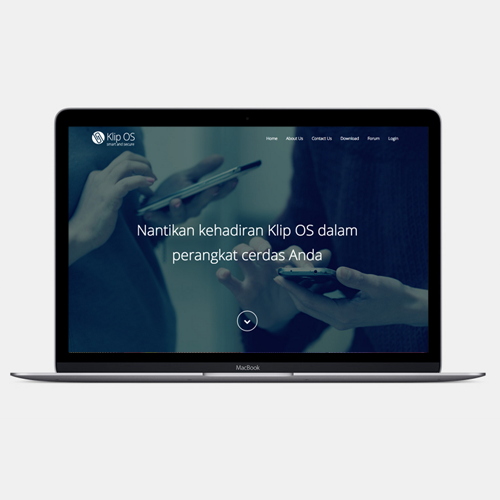 Klip OS
smart and secure
Home About Us Contact Us Download Forum Login
Nantikan kehadiran Klip OS dalam
perangkat cerdas Anda
MacBook